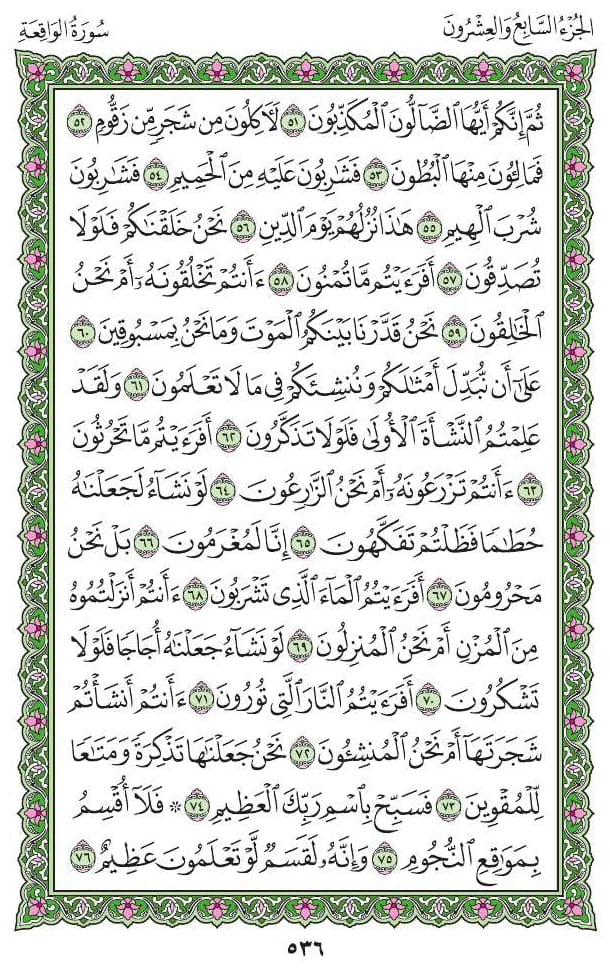 الجُزْءُ السَّابِعُ وَالعِشْرُونَ
سُورَةُ الوَاقِعَةِ
ثُمَّ إِنَّكُمْ أَيُّهَا ٱلضَّآلُّونَ ٱلْمُكَذِّبُونَ ٥١ لَأٓكِلُونَ مِن شَجَرٖ مِّن زَقُّومٖ ٥٢
فَمَالِـُٔونَ مِنْهَا ٱلْبُطُونَ ٥٣ فَشَٰرِبُونَ عَلَيْهِ مِنَ ٱلْحَمِيمِ ٥٤ فَشَٰرِبُونَ
شُرْبَ ٱلْهِيمِ ٥٥ هَٰذَا نُزُلُهُمْ يَوْمَ ٱلدِّينِ ٥٦ نَحْنُ خَلَقْنَٰكُمْ فَلَوْلَا
تُصَدِّقُونَ ٥٧ أَفَرَءَيْتُم مَّا تُمْنُونَ ٥٨ ءَأَنتُمْ تَخْلُقُونَهُۥٓ أَمْ نَحْنُ
ٱلْخَٰلِقُونَ ٥٩ نَحْنُ قَدَّرْنَا بَيْنَكُمُ ٱلْمَوْتَ وَمَا نَحْنُ بِمَسْبُوقِينَ ٦٠
عَلَىٰٓ أَن نُّبَدِّلَ أَمْثَٰلَكُمْ وَنُنشِئَكُمْ فِي مَا لَا تَعْلَمُونَ ٦١ وَلَقَدْ
عَلِمْتُمُ ٱلنَّشْأَةَ ٱلْأُولَىٰ فَلَوْلَا تَذَكَّرُونَ ٦٢ أَفَرَءَيْتُم مَّا تَحْرُثُونَ
٦٣ ءَأَنتُمْ تَزْرَعُونَهُۥٓ أَمْ نَحْنُ ٱلزَّٰرِعُونَ ٦٤ لَوْ نَشَآءُ لَجَعَلْنَٰهُ
حُطَٰمٗا فَظَلْتُمْ تَفَكَّهُونَ ٦٥ إِنَّا لَمُغْرَمُونَ ٦٦ بَلْ نَحْنُ
مَحْرُومُونَ ٦٧ أَفَرَءَيْتُمُ ٱلْمَآءَ ٱلَّذِي تَشْرَبُونَ ٦٨ ءَأَنتُمْ أَنزَلْتُمُوهُ
مِنَ ٱلْمُزْنِ أَمْ نَحْنُ ٱلْمُنزِلُونَ ٦٩ لَوْ نَشَآءُ جَعَلْنَٰهُ أُجَاجٗا فَلَوْلَا
تَشْكُرُونَ ٧٠ أَفَرَءَيْتُمُ ٱلنَّارَ ٱلَّتِي تُورُونَ ٧١ ءَأَنتُمْ أَنشَأْتُمْ
شَجَرَتَهَآ أَمْ نَحْنُ ٱلْمُنشِـُٔونَ ٧٢ نَحْنُ جَعَلْنَٰهَا تَذْكِرَةٗ وَمَتَٰعٗا
لِّلْمُقْوِينَ ٧٣ فَسَبِّحْ بِٱسْمِ رَبِّكَ ٱلْعَظِيمِ ٧٤ ۞ فَلَآ أُقْسِمُ
بِمَوَٰقِعِ ٱلنُّجُومِ ٧٥ وَإِنَّهُۥ لَقَسَمٞ لَّوْ تَعْلَمُونَ عَظِيمٌ ٧٦
٥٣٦